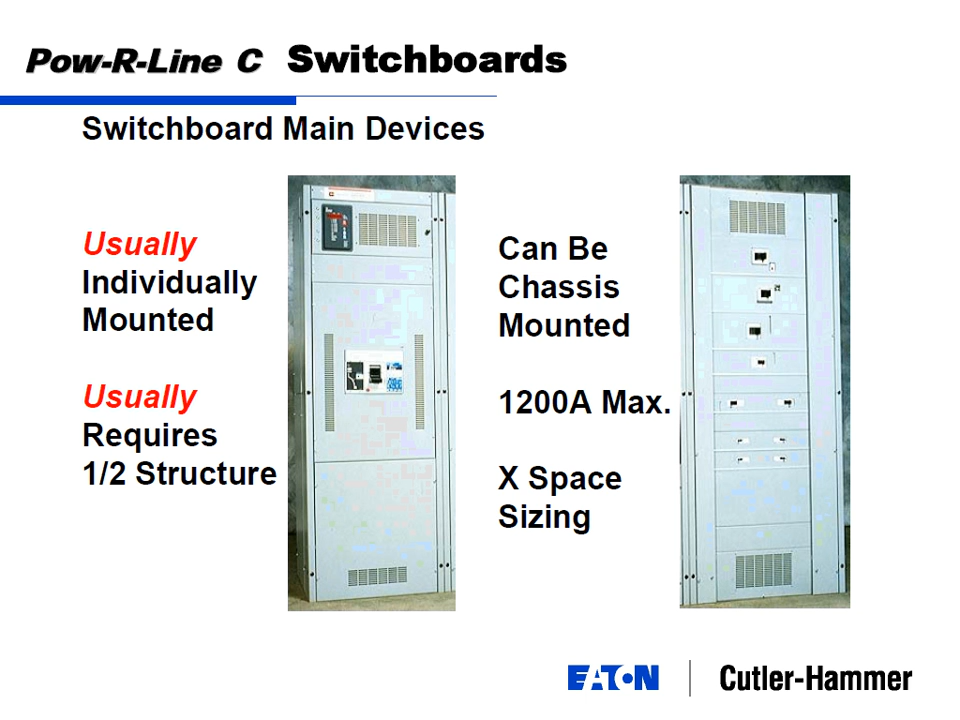 Pow-R-Line C Switchboards
Switchboard Main Devices
Usually
Individually
Mounted
Usually
Requires
1/2 Structure
Can Be
Chassis
Mounted
1200A Max.
X Space
Sizing
EATON Cutler-Hammer